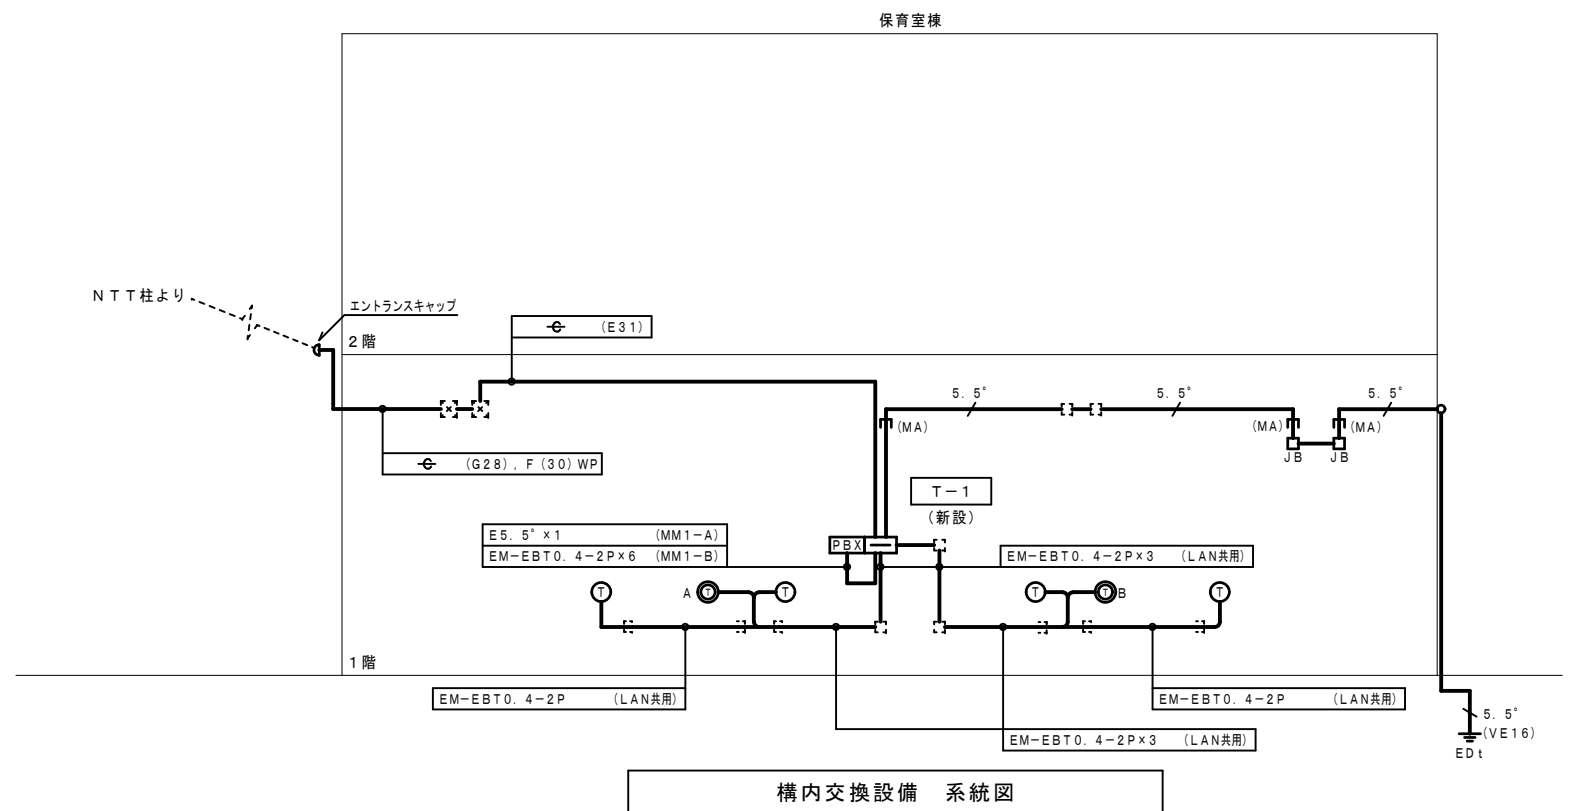 保育室棟
NTT柱より
エントランスキャップ
2階
(E31)
5.5°
5.5°
5.5°
(MA)
(MA)
(MA)
JB
JB
(G28),F(30)WP
T-1
(新設)
E5.5°×1 (MM1-A)
EM-EBT0.4-2P×6 (MM1-B)
PBX
EM-EBT0.4-2P×3 (LAN共用)
T
A
T
T
T
T
B
T
1階
EM-EBT0.4-2P (LAN共用)
EM-EBT0.4-2P (LAN共用)
EM-EBT0.4-2P×3 (LAN共用)
5.5°
(VE16)
EDt
構内交換設備 系統図